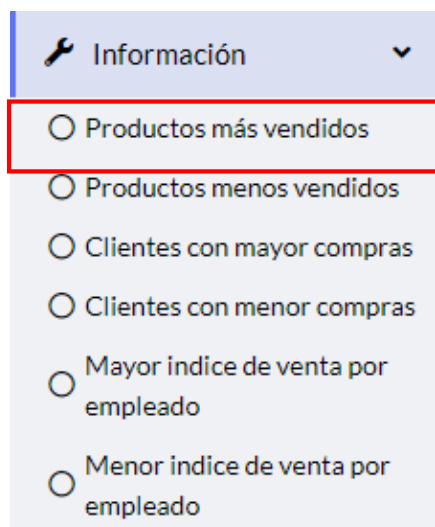 Información
Productos más vendidos
Productos menos vendidos
Clientes con mayor compras
Clientes con menor compras
Mayor indice de venta por
empleado
Menor indice de venta por
empleado